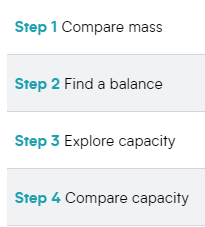 Step 1 Compare mass
Step 2 Find a balance
Step 3 Explore capacity
Step 4 Compare capacity